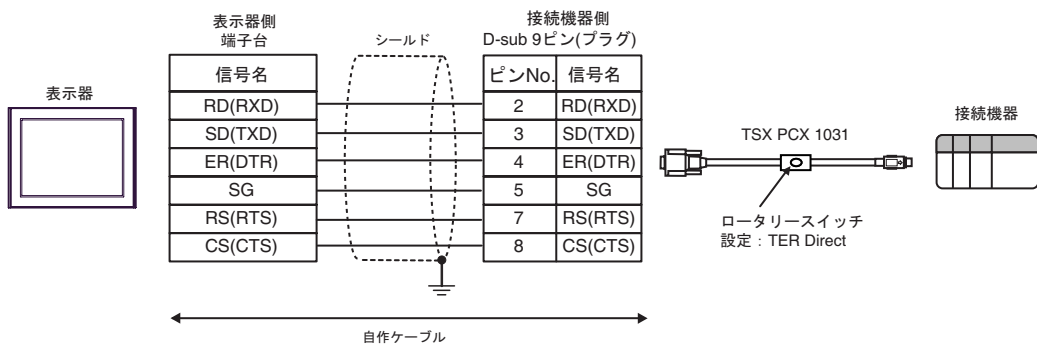 表示器
表示器側
端子台
シールド
接続機器側
D-sub 9ピン(プラグ)
信号名
ピンNo. 信号名
RD(RXD) 2 RD(RXD)
SD(TXD) 3 SD(TXD)
ER(DTR) 4 ER(DTR)
SG 5 SG
RS(RTS) 7 RS(RTS)
CS(CTS) 8 CS(CTS)
自作ケーブル
TSX PCX 1031
ロータリースイッチ
設定：TER Direct
接続機器